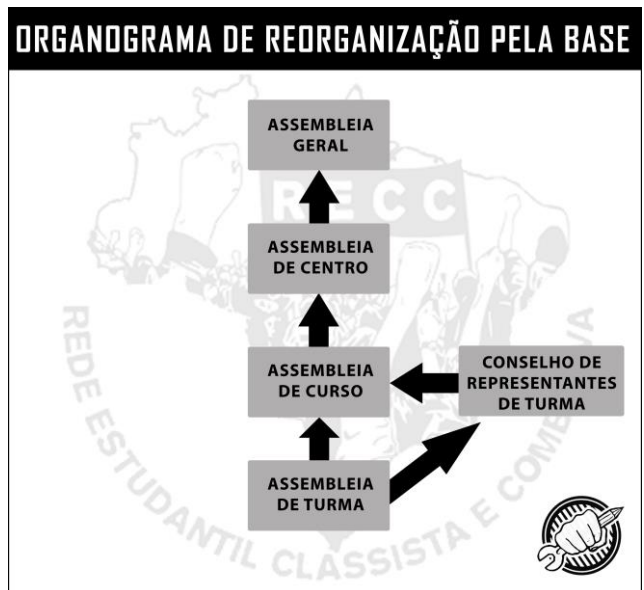 ORGANOGRAMA DE REORGANIZAÇÃO PELA BASE
ASSEMBLEIA
GERAL
RECC
ASSEMBLEIA
DE CENTRO
ASSEMBLEIA
DE CURSO
CONSELHO DE
REPRESENTANTES
DE TURMA
ASSEMBLEIA
DE TURMA
REDE ESTUDANTIL CLASSISTA E